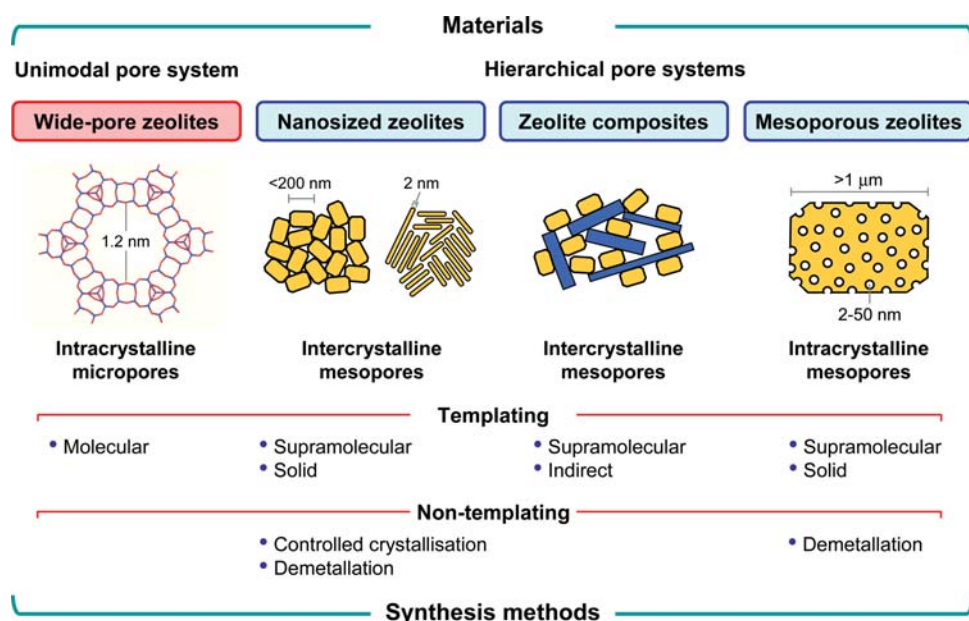 Materials
Unimodal pore system
Hierarchical pore systems
Wide-pore zeolites
Nanosized zeolites
Zeolite composites
Mesoporous zeolites
<200 nm
2 nm
>1 μm
1.2 nm
2-50 nm
Intracrystalline
micropores
Intercrystalline
mesopores
Intercrystalline
mesopores
Intracrystalline
mesopores
Templating
• Molecular
• Supramolecular
• Solid
• Supramolecular
• Indirect
• Supramolecular
• Solid
Non-templating
• Controlled crystallisation
• Demetallation
• Demetallation
Synthesis methods